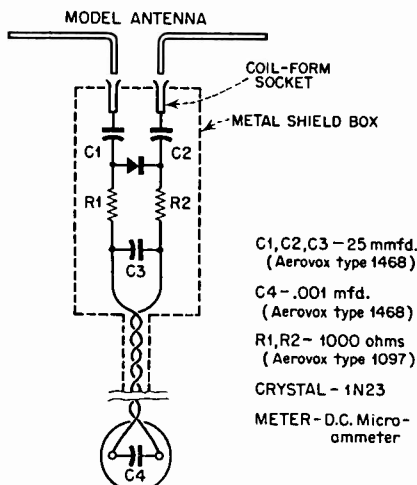 MODEL ANTENNA
COIL-FORM
SOCKET
METAL SHIELD BOX
C1
C2
R1
R2
C3
C1, C2, C3 - 25 mmfd.
(Aerovox type 1468)
C4 - .001 mfd.
(Aerovox type 1468)
R1, R2 - 1000 ohms
(Aerovox type 1097)
CRYSTAL - 1N23
METER - D.C. Micro-
ammeter
C4